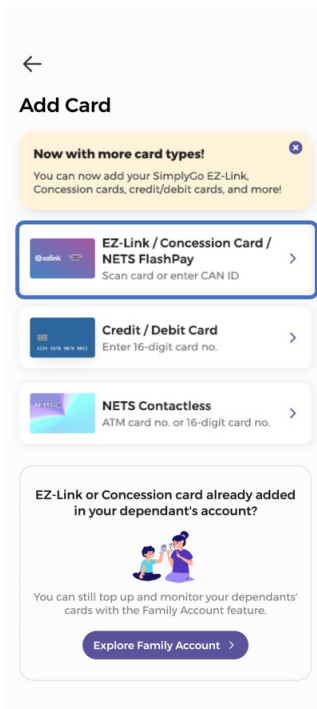 Add Card
Now with more card types!
You can now add your SimplyGo EZ-Link,
Concession cards, credit/debit cards, and more!
ezlink
EZ-Link / Concession Card /
NETS FlashPay
Scan card or enter CAN ID
Credit / Debit Card
Enter 16-digit card no.
NETS
NETS Contactless
ATM card no. or 16-digit card no.
EZ-Link or Concession card already added
in your dependant's account?
You can still top up and monitor your dependants'
cards with the Family Account feature.
Explore Family Account